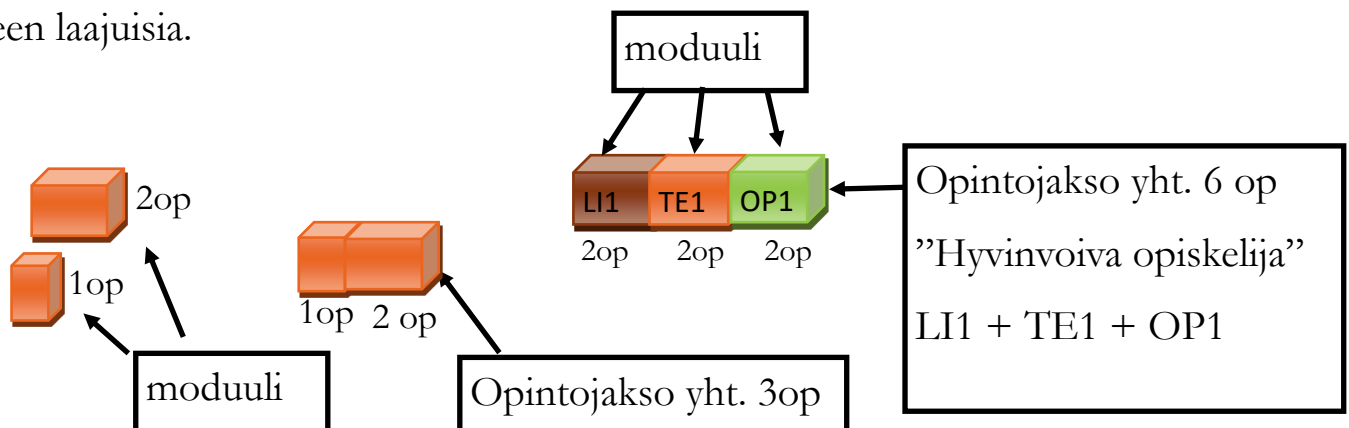 een laajuisia.
moduuli
LI1 TE1 OP1
2op 2op 2op
Opintojakso yht. 6 op
”Hyvinvoiva opiskelija”
LI1 + TE1 + OP1
2op
1op
moduuli
1op 2 op
Opintojakso yht. 3op